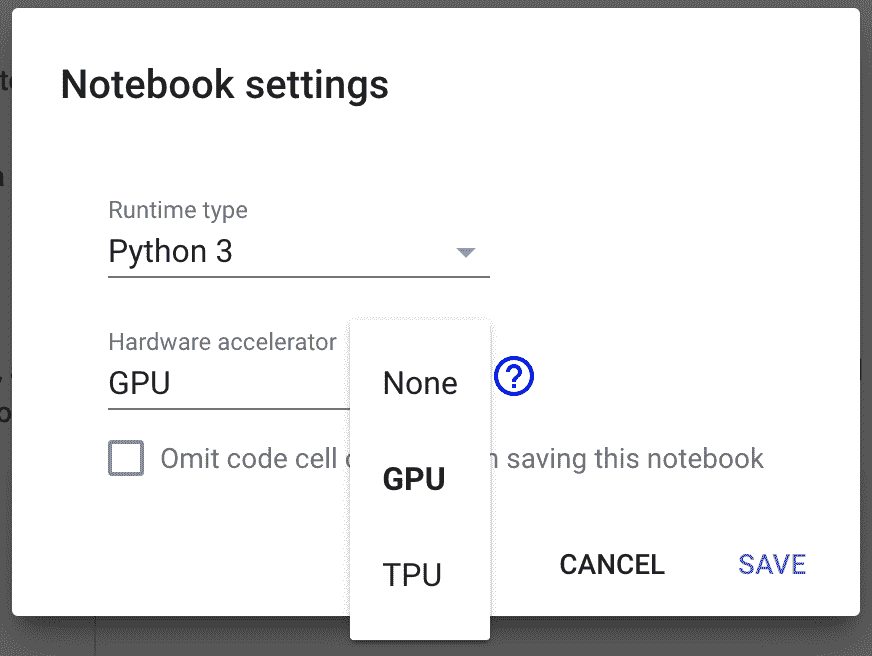 Notebook settings
Runtime type
Python 3
Hardware accelerator
GPU
None
GPU
TPU
?
Omit code cell saving this notebook
CANCEL SAVE